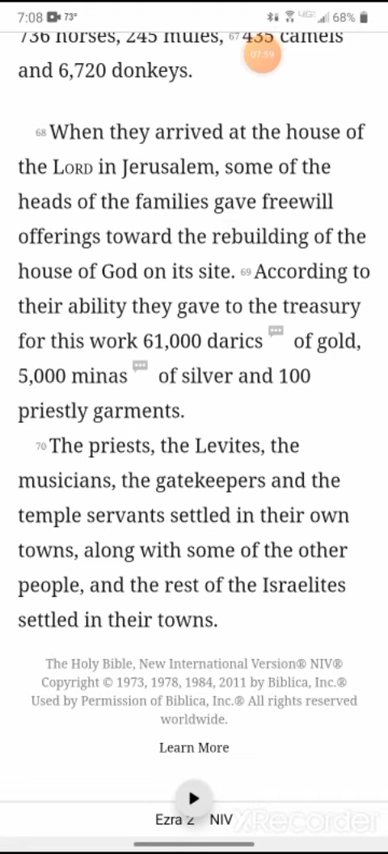 7:08 73° 68%
736 horses, 245 mules, 67 435 camels
07:59
and 6,720 donkeys.
68 When they arrived at the house of
the LORD in Jerusalem, some of the
heads of the families gave freewill
offerings toward the rebuilding of the
house of God on its site. 69 According to
their ability they gave to the treasury
for this work 61,000 darics of gold,
5,000 minas of silver and 100
priestly garments.
70 The priests, the Levites, the
musicians, the gatekeepers and the
temple servants settled in their own
towns, along with some of the other
people, and the rest of the Israelites
settled in their towns.
The Holy Bible, New International Version® NIV®
Copyright © 1973, 1978, 1984, 2011 by Biblica, Inc.®
Used by Permission of Biblica, Inc.® All rights reserved
worldwide.
Learn More
Ezra 2 NIV
XRecorder